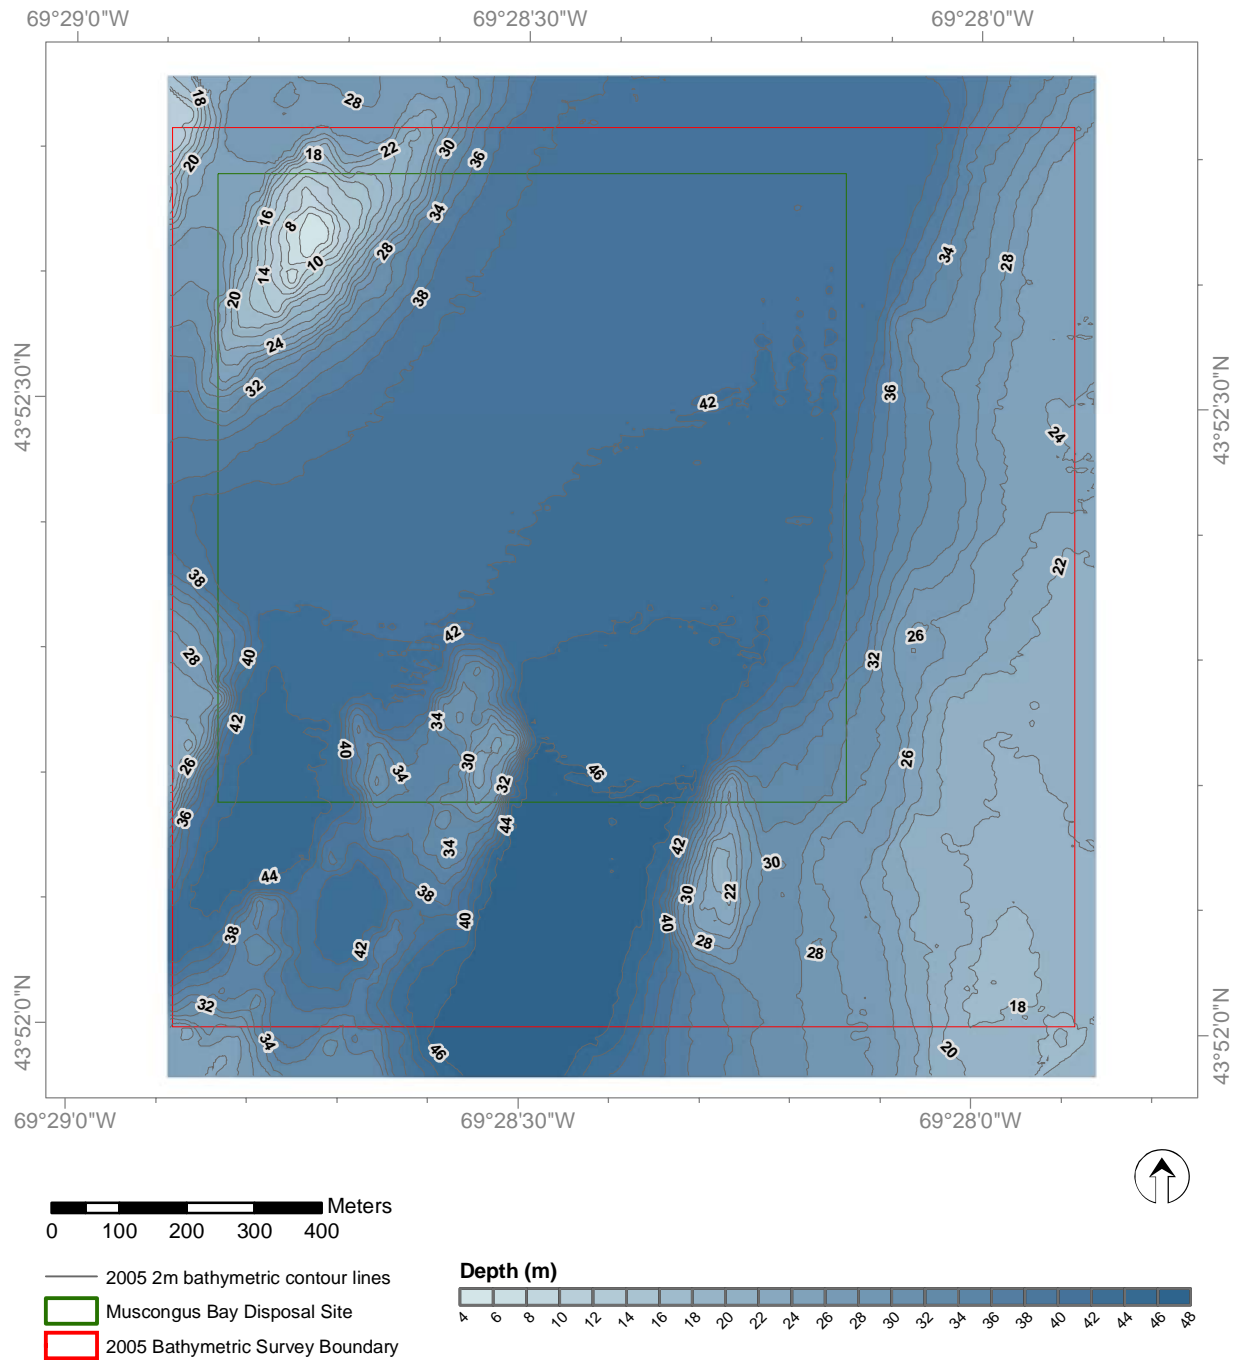 69°29'0"W 69°28'30"W 69°28'0"W
18 28
20 18 22 30 36
16 8 34
14 10 28 34 28
20 38
24
43°52'30"N 32 42 36 43°52'30"N
24
38 22
42 26
28 40 32
42 34
26 40 34 30 32 46 26
36 44
34 42 30
44 38 30 22
38 42 40 40 28 28
32 18
43°52'0"N 34 46 20 43°52'0"N
69°29'0"W 69°28'30"W 69°28'0"W
Meters
0 100 200 300 400
2005 2m bathymetric contour lines
Muscongus Bay Disposal Site
2005 Bathymetric Survey Boundary
Depth (m)
4 6 8 10 12 14 16 18 20 22 24 26 28 30 32 34 36 38 40 42 44 46 48